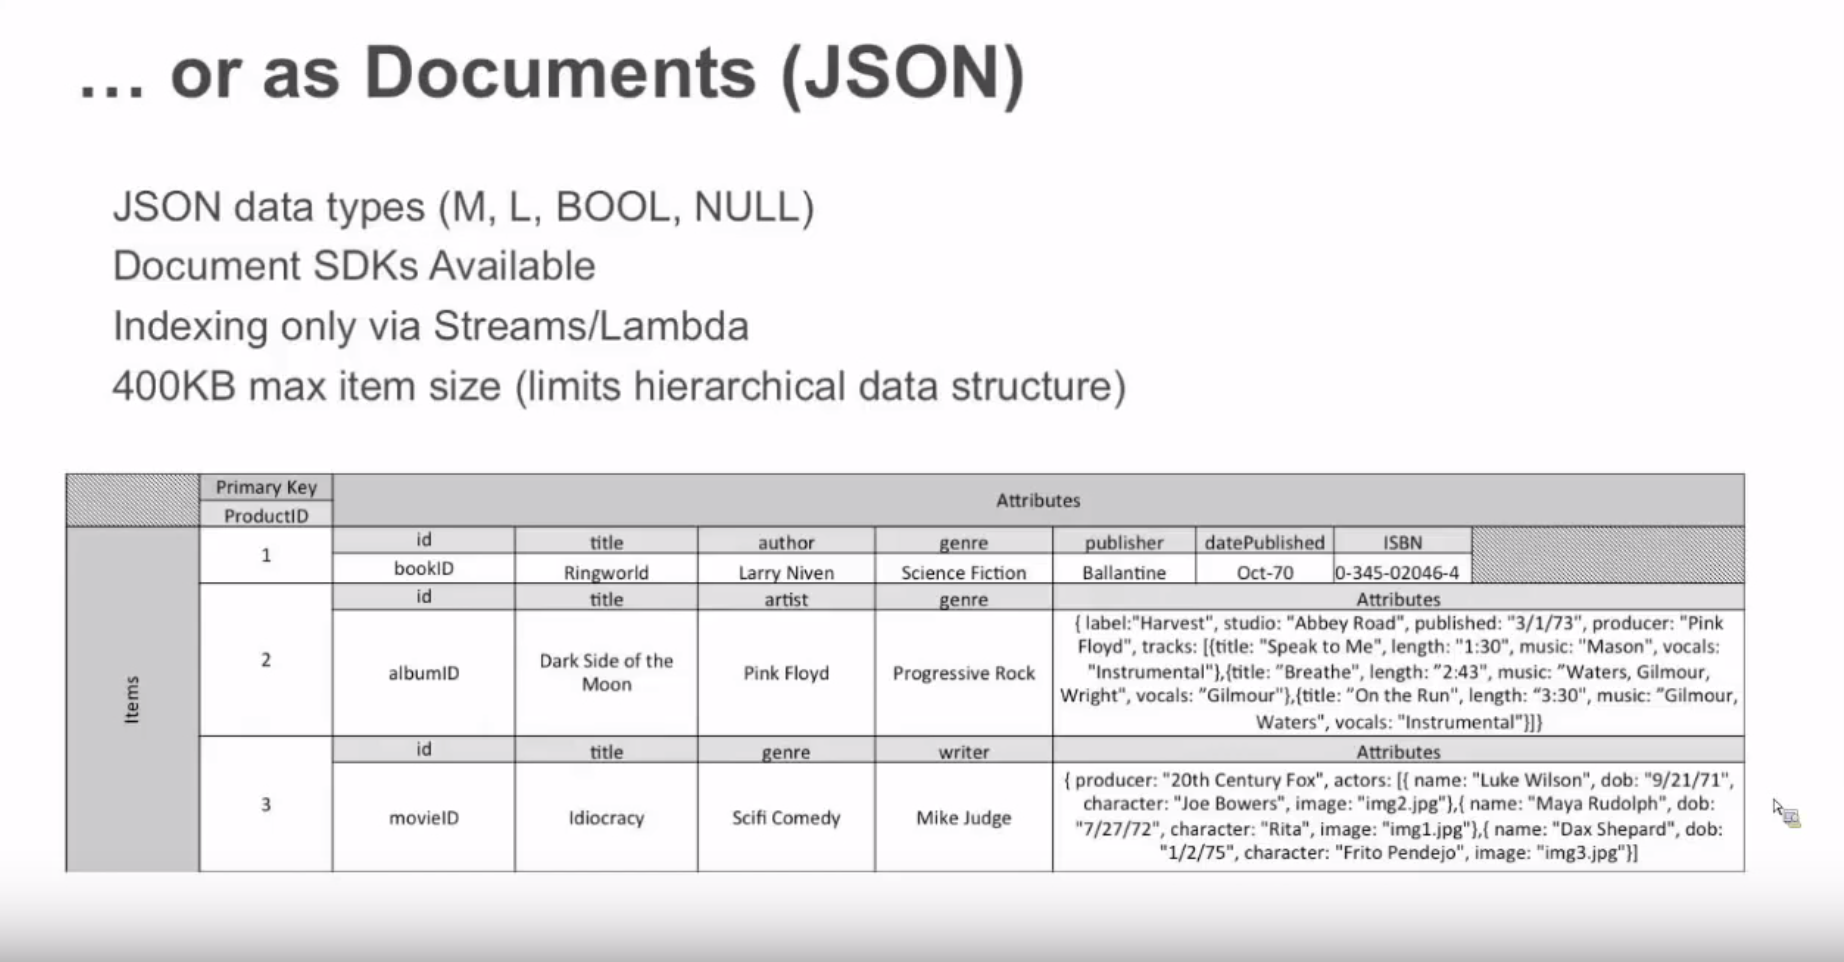 … or as Documents (JSON)
JSON data types (M, L, BOOL, NULL)
Document SDKs Available
Indexing only via Streams/Lambda
400KB max item size (limits hierarchical data structure)
Primary Key
Attributes
ProductID
Items
1
id title author genre publisher datePublished ISBN
bookID Ringworld Larry Niven Science Fiction Ballantine Oct-70 0-345-02046-4
2
id title artist genre Attributes
albumID
Dark Side of the
Moon
Pink Floyd
Progressive Rock
{ label:"Harvest", studio: "Abbey Road", published: "3/1/73", producer: "Pink
Floyd", tracks: [{title: "Speak to Me", length: "1:30", music: "Mason", vocals:
"Instrumental"},{title: "Breathe", length: "2:43", music: "Waters, Gilmour,
Wright", vocals: "Gilmour"},{title: "On the Run", length: "3:30", music: "Gilmour,
Waters", vocals: "Instrumental"}]}
3
id title genre writer Attributes
movieID Idiocracy Scifi Comedy Mike Judge
{ producer: "20th Century Fox", actors: [{ name: "Luke Wilson", dob: "9/21/71",
character: "Joe Bowers", image: "img2.jpg"},{ name: "Maya Rudolph", dob:
"7/27/72", character: "Rita", image: "img1.jpg"},{ name: "Dax Shepard", dob:
"1/2/75", character: "Frito Pendejo", image: "img3.jpg"}]